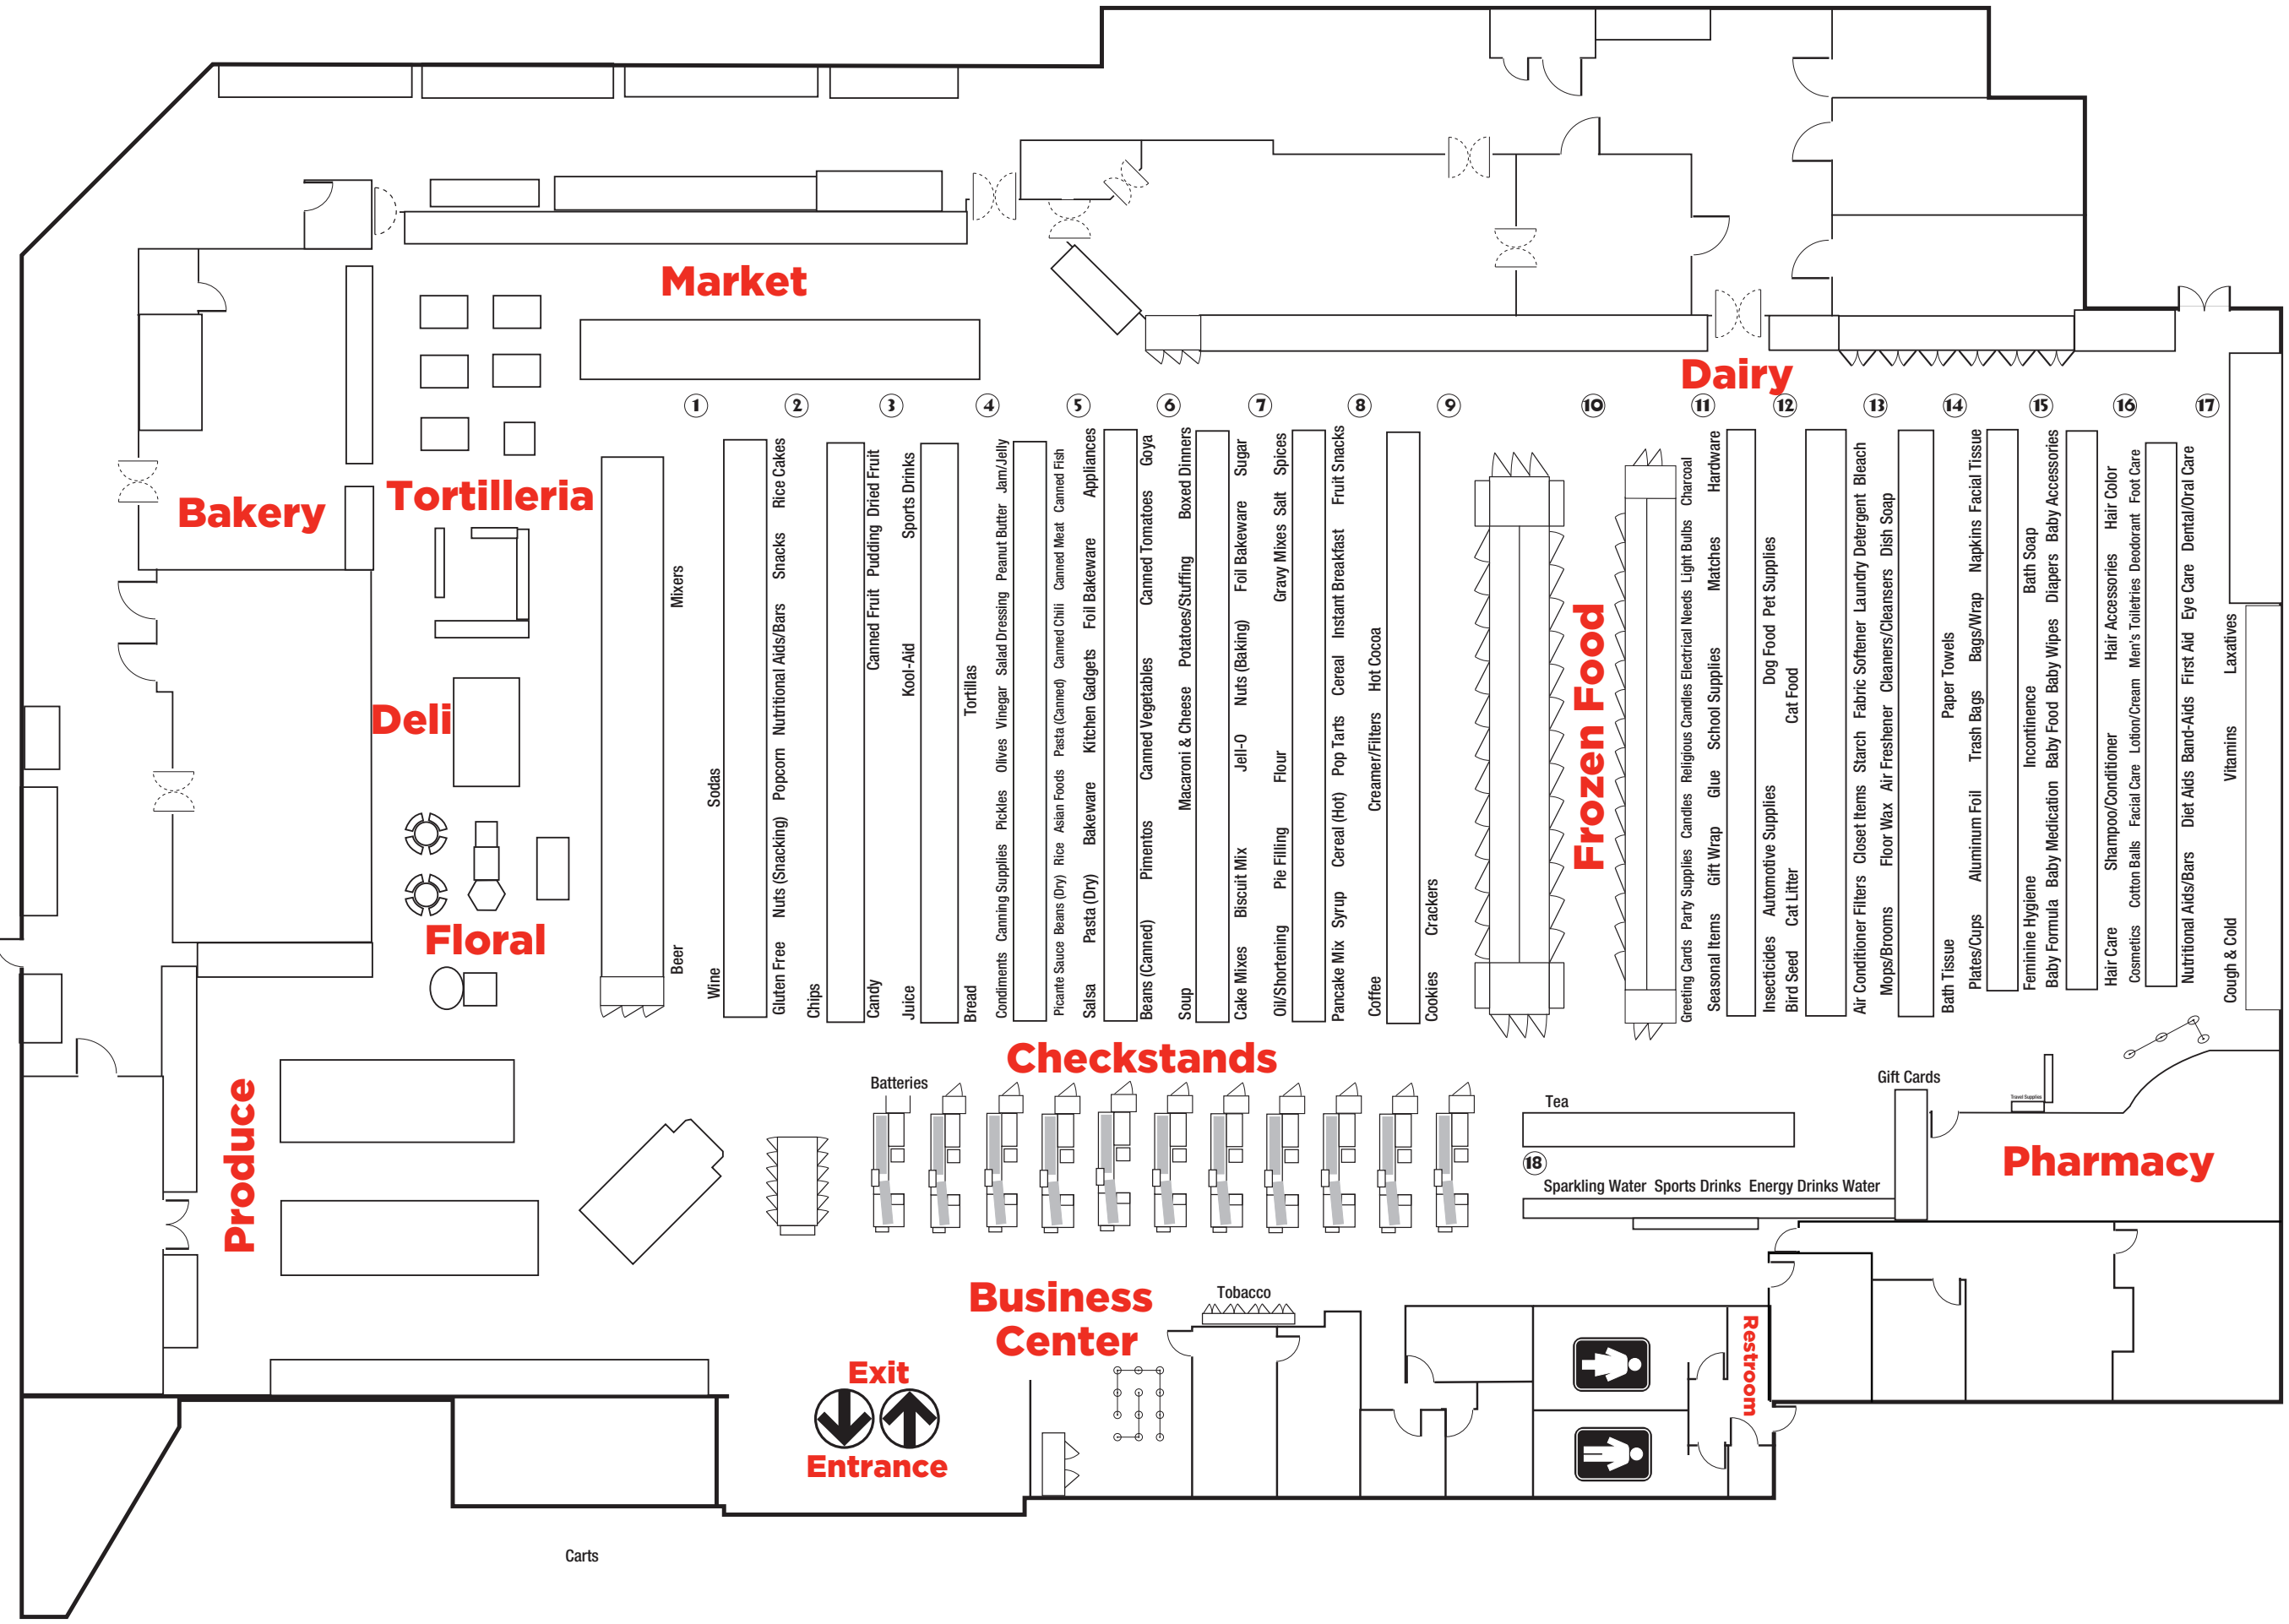 Market
Dairy
1 2 3 4 5 6 7 8 9 10 11 12 13 14 15 16 17
Bakery
Tortilleria
Deli
Floral
Produce
Frozen Food
Beer Mixers
Wine Sodas
Gluten Free Nuts (Snacking) Popcorn Nutritional Aids/Bars Snacks Rice Cakes
Chips
Candy Canned Fruit Pudding Dried Fruit
Juice Kool-Aid Sports Drinks
Bread Tortillas
Condiments Canning Supplies Pickles Olives Vinegar Salad Dressing Peanut Butter Jam/Jelly
Picante Sauce Beans (Dry) Rice Asian Foods Pasta (Canned) Canned Chili Canned Meat Canned Fish
Salsa Pasta (Dry) Bakeware Kitchen Gadgets Foil Bakeware Appliances
Beans (Canned) Pimentos Canned Vegetables Canned Tomatoes Goya
Soup Macaroni & Cheese Potatoes/Stuffing Boxed Dinners
Cake Mixes Biscuit Mix Jell-O Nuts (Baking) Foil Bakeware Sugar
Oil/Shortening Pie Filling Flour Gravy Mixes Salt Spices
Pancake Mix Syrup Cereal (Hot) Pop Tarts Cereal Instant Breakfast Fruit Snacks
Coffee Creamer/Filters Hot Cocoa
Cookies Crackers
Greeting Cards Party Supplies Candles Religious Candles Electrical Needs Light Bulbs Charcoal
Seasonal Items Gift Wrap Glue School Supplies Matches Hardware
Insecticides Automotive Supplies Dog Food Pet Supplies
Bird Seed Cat Litter Cat Food
Air Conditioner Filters Closet Items Starch Fabric Softener Laundry Detergent Bleach
Mops/Brooms Floor Wax Air Freshener Cleaners/Cleansers Dish Soap
Bath Tissue Paper Towels
Plates/Cups Aluminum Foil Trash Bags Bags/Wrap Napkins Facial Tissue
Feminine Hygiene Incontinence Bath Soap
Baby Formula Baby Medication Baby Food Baby Wipes Diapers Baby Accessories
Hair Care Shampoo/Conditioner Hair Accessories Hair Color
Cosmetics Cotton Balls Facial Care Lotion/Cream Men's Toiletries Deodorant Foot Care
Nutritional Aids/Bars Diet Aids Band-Aids First Aid Eye Care Dental/Oral Care
Cough & Cold Vitamins Laxatives
Checkstands
Batteries
Tea
18
Sparkling Water Sports Drinks Energy Drinks Water
Gift Cards
Travel Supplies
Pharmacy
Business
Center
Tobacco
Restroom
Exit
Entrance
Carts